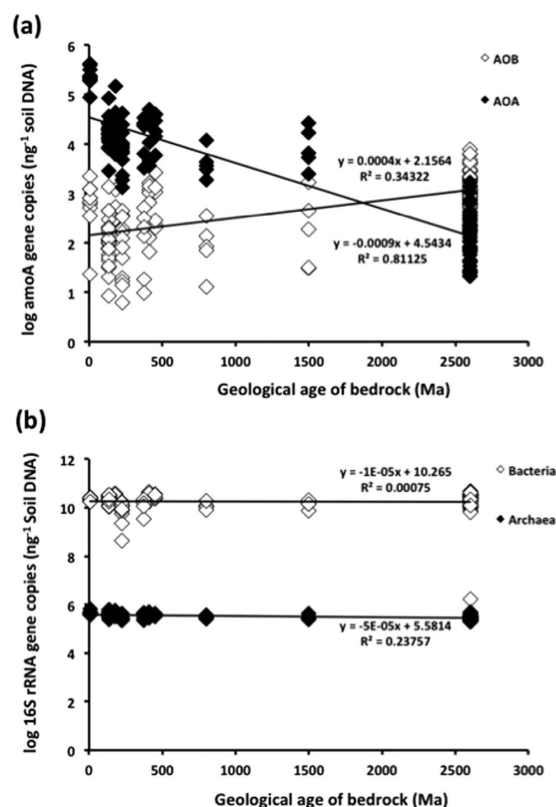 (a)
log amoA gene copies (ng⁻¹ soil DNA)
6
5
4
3
2
1
0
AOB
AOA
y = 0.0004x + 2.1564
R² = 0.34322
y = -0.0009x + 4.5434
R² = 0.81125
0 500 1000 1500 2000 2500 3000
Geological age of bedrock (Ma)
(b)
log 16S rRNA gene copies (ng⁻¹ Soil DNA)
12
10
8
6
4
2
0
y = -1E-05x + 10.265
R² = 0.00075
Bacteria
Archaea
y = -5E-05x + 5.5814
R² = 0.23757
0 500 1000 1500 2000 2500 3000
Geological age of bedrock (Ma)